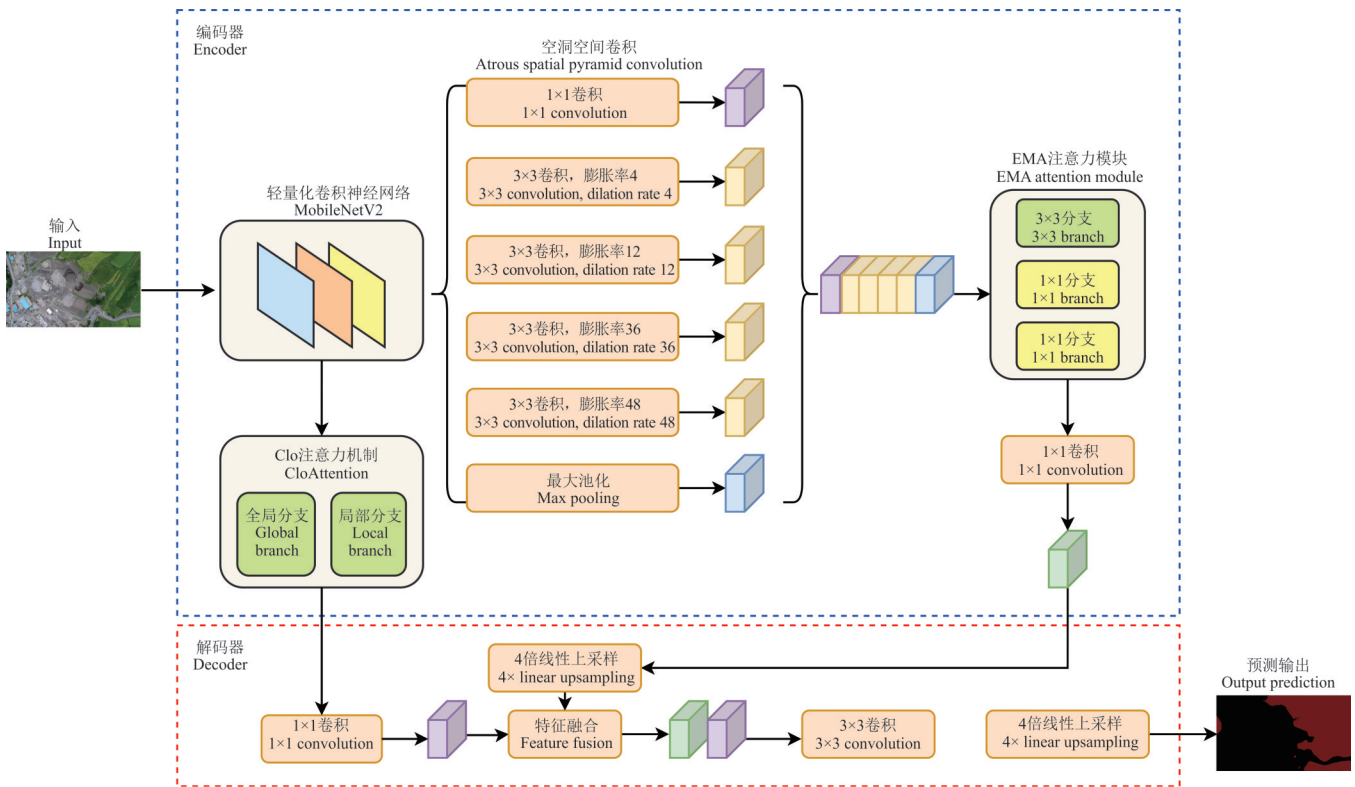 编码器
Encoder
空洞空间卷积
Atrous spatial pyramid convolution
1×1卷积
1×1 convolution
3×3卷积，膨胀率4
3×3 convolution, dilation rate 4
3×3卷积，膨胀率12
3×3 convolution, dilation rate 12
3×3卷积，膨胀率36
3×3 convolution, dilation rate 36
3×3卷积，膨胀率48
3×3 convolution, dilation rate 48
最大池化
Max pooling
轻量化卷积神经网络
MobileNetV2
输入
Input
Clo注意力机制
CloAttention
全局分支
Global
branch
局部分支
Local
branch
EMA注意力模块
EMA attention module
3×3分支
3×3 branch
1×1分支
1×1 branch
1×1分支
1×1 branch
1×1卷积
1×1 convolution
解码器
Decoder
4倍线性上采样
4× linear upsampling
1×1卷积
1×1 convolution
特征融合
Feature fusion
3×3卷积
3×3 convolution
4倍线性上采样
4× linear upsampling
预测输出
Output prediction